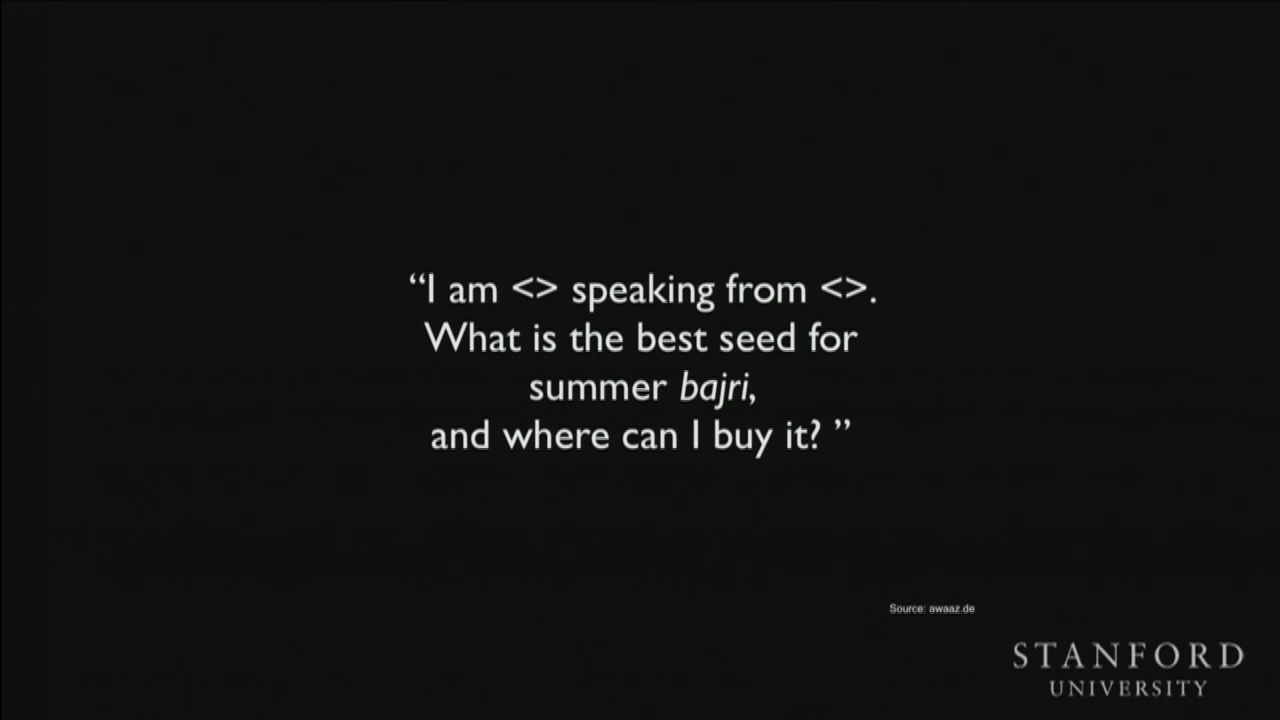 “I am <> speaking from <>.
What is the best seed for
summer bajri,
and where can I buy it? ”
Source: awaaz.de
STANFORD
UNIVERSITY